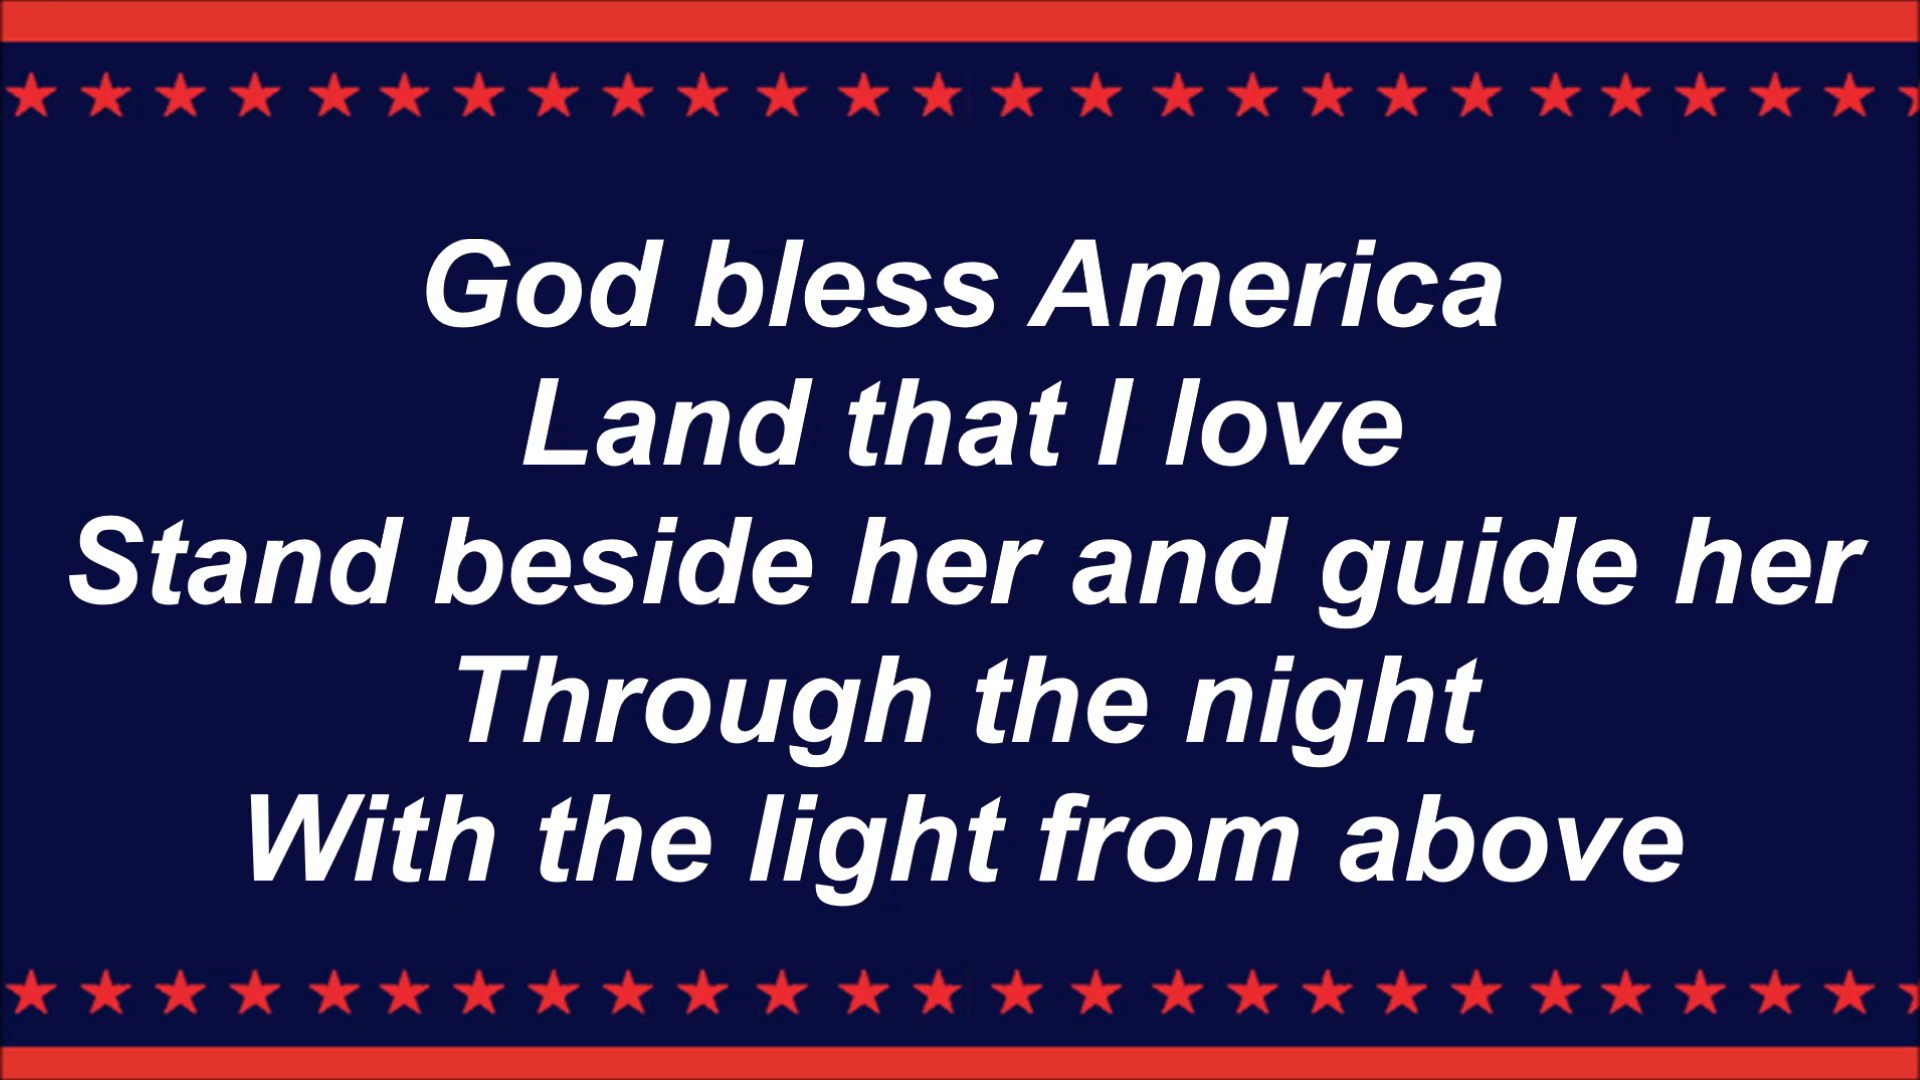 God bless America
Land that I love
Stand beside her and guide her
Through the night
With the light from above